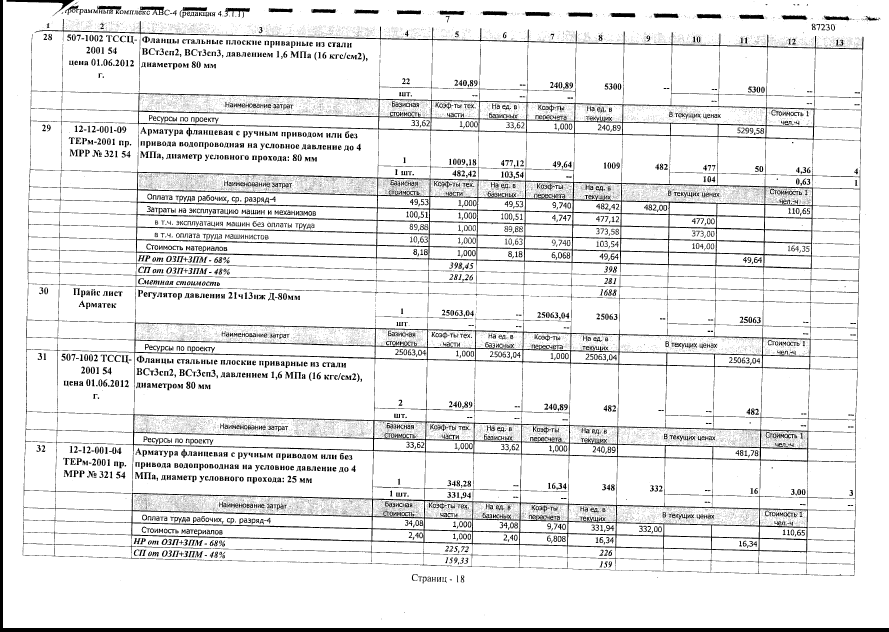 Программный комплекс АВС-4 (редакция 4.3.1.1)
7
87230
1 2 3 4 5 6 7 8 9 10 11 12 13
28 507-1002 ТССЦ- Фланцы стальные плоские приварные из стали
2001 54 ВСт3сп2, ВСт3сп3, давлением 1,6 МПа (16 кгс/см2),
цена 01.06.2012 диаметром 80 мм
г.
22 240,89 -- 240,89 5300 -- -- 5300 -- --
шт. -- -- -- -- --
Наименование затрат Базисная стоимость Коэф-ты тех. части На ед. в базисных Коэф-ты пересчета На ед. в текущих В текущих ценах Стоимость 1 чел.-ч
Ресурсы по проекту 33,62 1,000 33,62 1,000 240,89 5299,58
29 12-12-001-09 Арматура фланцевая с ручным приводом или без
ТЕРм-2001 пр. привода водопроводная на условное давление до 4
МРР № 321 54 МПа, диаметр условного прохода: 80 мм
1 1009,18 477,12 49,64 1009 482 477 50 4,36 4
1 шт. 482,42 103,54 -- 104 0,63 1
Наименование затрат Базисная стоимость Коэф-ты тех. части На ед. в базисных Коэф-ты пересчета На ед. в текущих В текущих ценах Стоимость 1 чел.-ч
Оплата труда рабочих, ср. разряд-4 49,53 1,000 49,53 9,740 482,42 482,00 110,65
Затраты на эксплуатацию машин и механизмов 100,51 1,000 100,51 4,747 477,12 477,00
в т.ч. эксплуатация машин без оплаты труда 89,88 1,000 89,88 373,58 373,00
в т.ч. оплата труда машинистов 10,63 1,000 10,63 9,740 103,54 104,00 164,35
Стоимость материалов 8,18 1,000 8,18 6,068 49,64 49,64
НР от ОЗП+ЗПМ - 68% 398,45 398
СП от ОЗП+ЗПМ - 48% 281,26 281
Сметная стоимость 1688
30 Прайс лист Регулятор давления 21ч13нж Д-80мм
Арматек
1 25063,04 -- 25063,04 25063 -- -- 25063 -- --
шт -- -- -- -- --
Наименование затрат Базисная стоимость Коэф-ты тех. части На ед. в базисных Коэф-ты пересчета На ед. в текущих В текущих ценах Стоимость 1 чел.-ч
Ресурсы по проекту 25063,04 1,000 25063,04 1,000 25063,04 25063,04
31 507-1002 ТССЦ- Фланцы стальные плоские приварные из стали
2001 54 ВСт3сп2, ВСт3сп3, давлением 1,6 МПа (16 кгс/см2),
цена 01.06.2012 диаметром 80 мм
г.
2 240,89 -- 240,89 482 -- -- 482 -- --
шт. -- -- -- -- --
Наименование затрат Базисная стоимость Коэф-ты тех. части На ед. в базисных Коэф-ты пересчета На ед. в текущих В текущих ценах Стоимость 1 чел.-ч
Ресурсы по проекту 33,62 1,000 33,62 1,000 240,89 481,78
32 12-12-001-04 Арматура фланцевая с ручным приводом или без
ТЕРм-2001 пр. привода водопроводная на условное давление до 4
МРР № 321 54 МПа, диаметр условного прохода: 25 мм
1 348,28 -- 16,34 348 332 -- 16 3,00 3
1 шт. 331,94 -- -- -- --
Наименование затрат Базисная стоимость Коэф-ты тех. части На ед. в базисных Коэф-ты пересчета На ед. в текущих В текущих ценах Стоимость 1 чел.-ч
Оплата труда рабочих, ср. разряд-4 34,08 1,000 34,08 9,740 331,94 332,00 110,65
Стоимость материалов 2,40 1,000 2,40 6,808 16,34 16,34
НР от ОЗП+ЗПМ - 68% 225,72 226
СП от ОЗП+ЗПМ - 48% 159,33 159
Страниц - 18